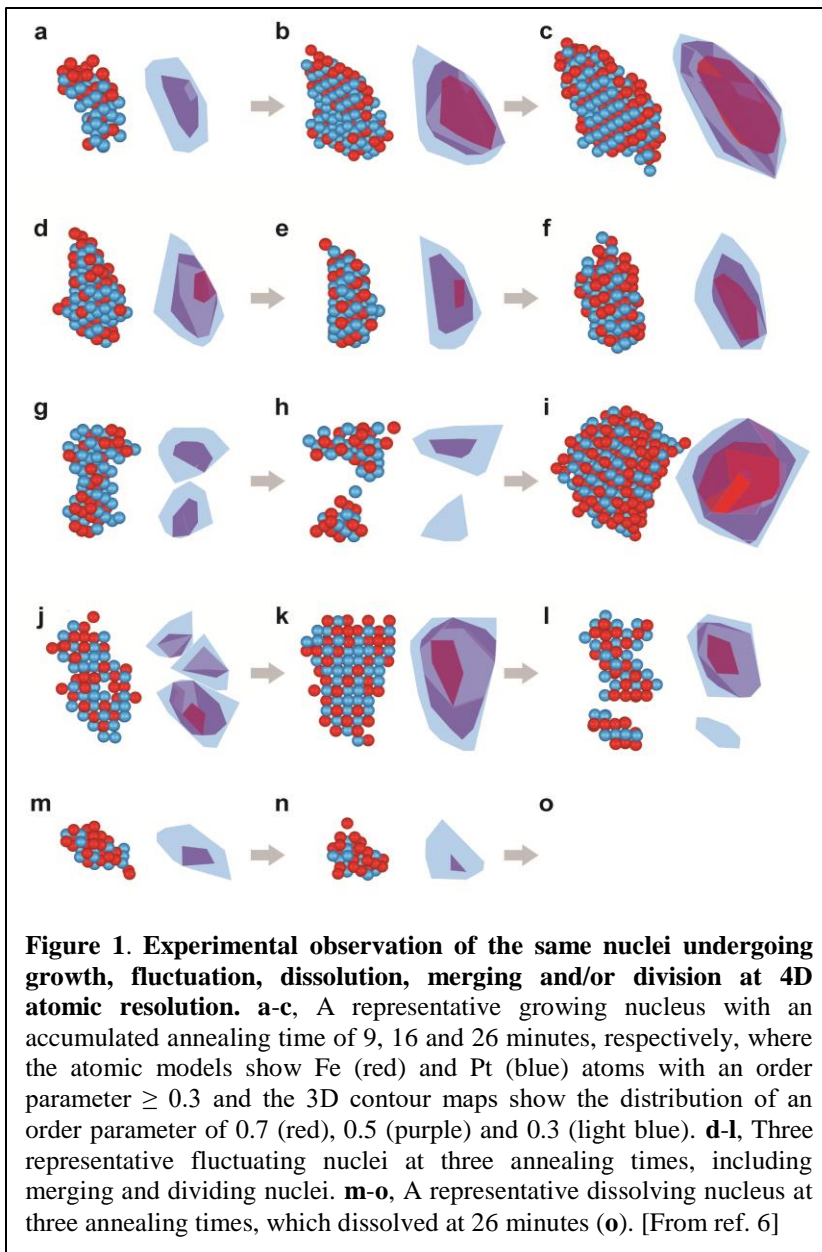 a
b
c
d
e
f
g
h
i
j
k
l
m
n
o
Figure 1. Experimental observation of the same nuclei undergoing
growth, fluctuation, dissolution, merging and/or division at 4D
atomic resolution. a-c, A representative growing nucleus with an
accumulated annealing time of 9, 16 and 26 minutes, respectively, where
the atomic models show Fe (red) and Pt (blue) atoms with an order
parameter ≥ 0.3 and the 3D contour maps show the distribution of an
order parameter of 0.7 (red), 0.5 (purple) and 0.3 (light blue). d-l, Three
representative fluctuating nuclei at three annealing times, including
merging and dividing nuclei. m-o, A representative dissolving nucleus at
three annealing times, which dissolved at 26 minutes (o). [From ref. 6]